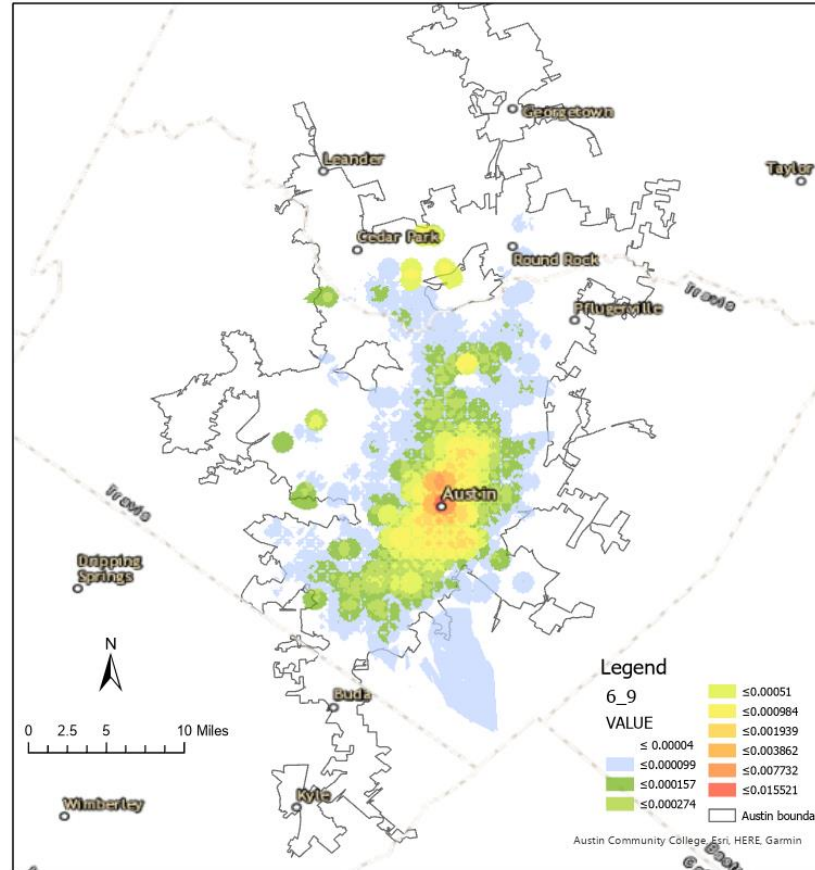 Georgetown
Leander
Taylor
Cedar Park
Round Rock
Travis
Pflugerville
Austin
Travis
Dripping
Springs
N
Buda
0 2.5 5 10 Miles
Kyle
Wimberley
Legend
6_9
VALUE
≤ 0.00004
≤0.000099
≤0.000157
≤0.000274
≤0.00051
≤0.000984
≤0.001939
≤0.003862
≤0.007732
≤0.015521
Austin bounda
Austin Community College, Esri, HERE, Garmin